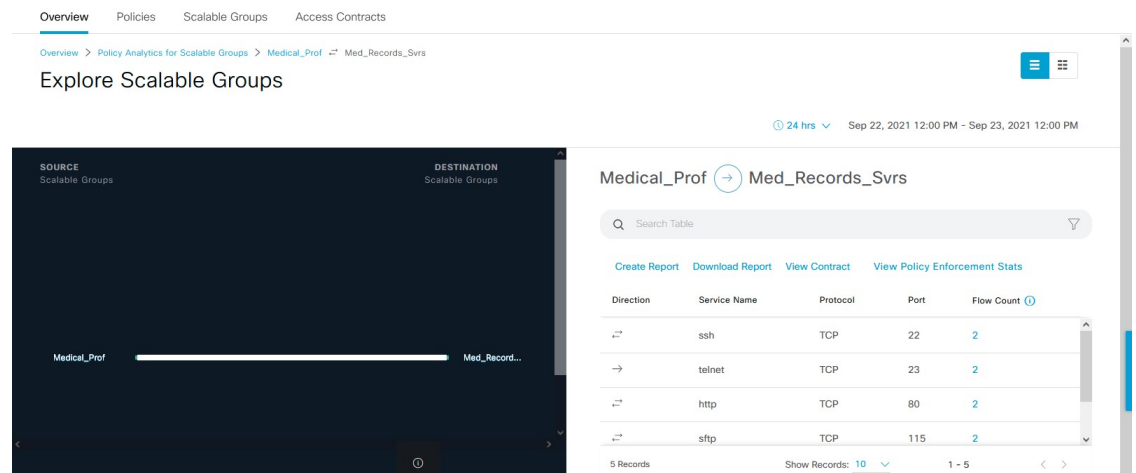 Overview Policies Scalable Groups Access Contracts
Overview > Policy Analytics for Scalable Groups > Medical_Prof ⇄ Med_Records_Svrs
Explore Scalable Groups
24 hrs Sep 22, 2021 12:00 PM - Sep 23, 2021 12:00 PM
SOURCE DESTINATION
Scalable Groups Scalable Groups
Medical_Prof Med_Record...
Medical_Prof → Med_Records_Svrs
Search Table
Create Report Download Report View Contract View Policy Enforcement Stats
Direction Service Name Protocol Port Flow Count
⇄ ssh TCP 22 2
→ telnet TCP 23 2
⇄ http TCP 80 2
⇄ sftp TCP 115 2
5 Records Show Records: 10 1 - 5